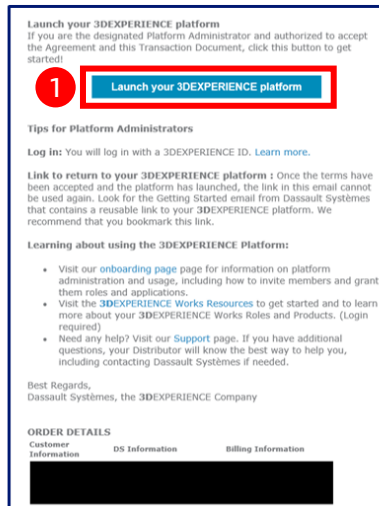 Launch your 3DEXPERIENCE platform
If you are the designated Platform Administrator and authorized to accept
the Agreement and this Transaction Document, click this button to get
started!
1
Launch your 3DEXPERIENCE platform
Tips for Platform Administrators
Log in: You will log in with a 3DEXPERIENCE ID. Learn more.
Link to return to your 3DEXPERIENCE platform : Once the terms have
been accepted and the platform has launched, the link in this email cannot
be used again. Look for the Getting Started email from Dassault Systèmes
that contains a reusable link to your 3DEXPERIENCE platform. We
recommend that you bookmark this link.
Learning about using the 3DEXPERIENCE Platform:
• Visit our onboarding page page for information on platform
administration and usage, including how to invite members and grant
them roles and applications.
• Visit the 3DEXPERIENCE Works Resources to get started and to learn
more about your 3DEXPERIENCE Works Roles and Products. (Login
required)
• Need any help? Visit our Support page. If you have additional
questions, your Distributor will know the best way to help you,
including contacting Dassault Systèmes if needed.
Best Regards,
Dassault Systèmes, the 3DEXPERIENCE Company
ORDER DETAILS
Customer Information DS Information Billing Information